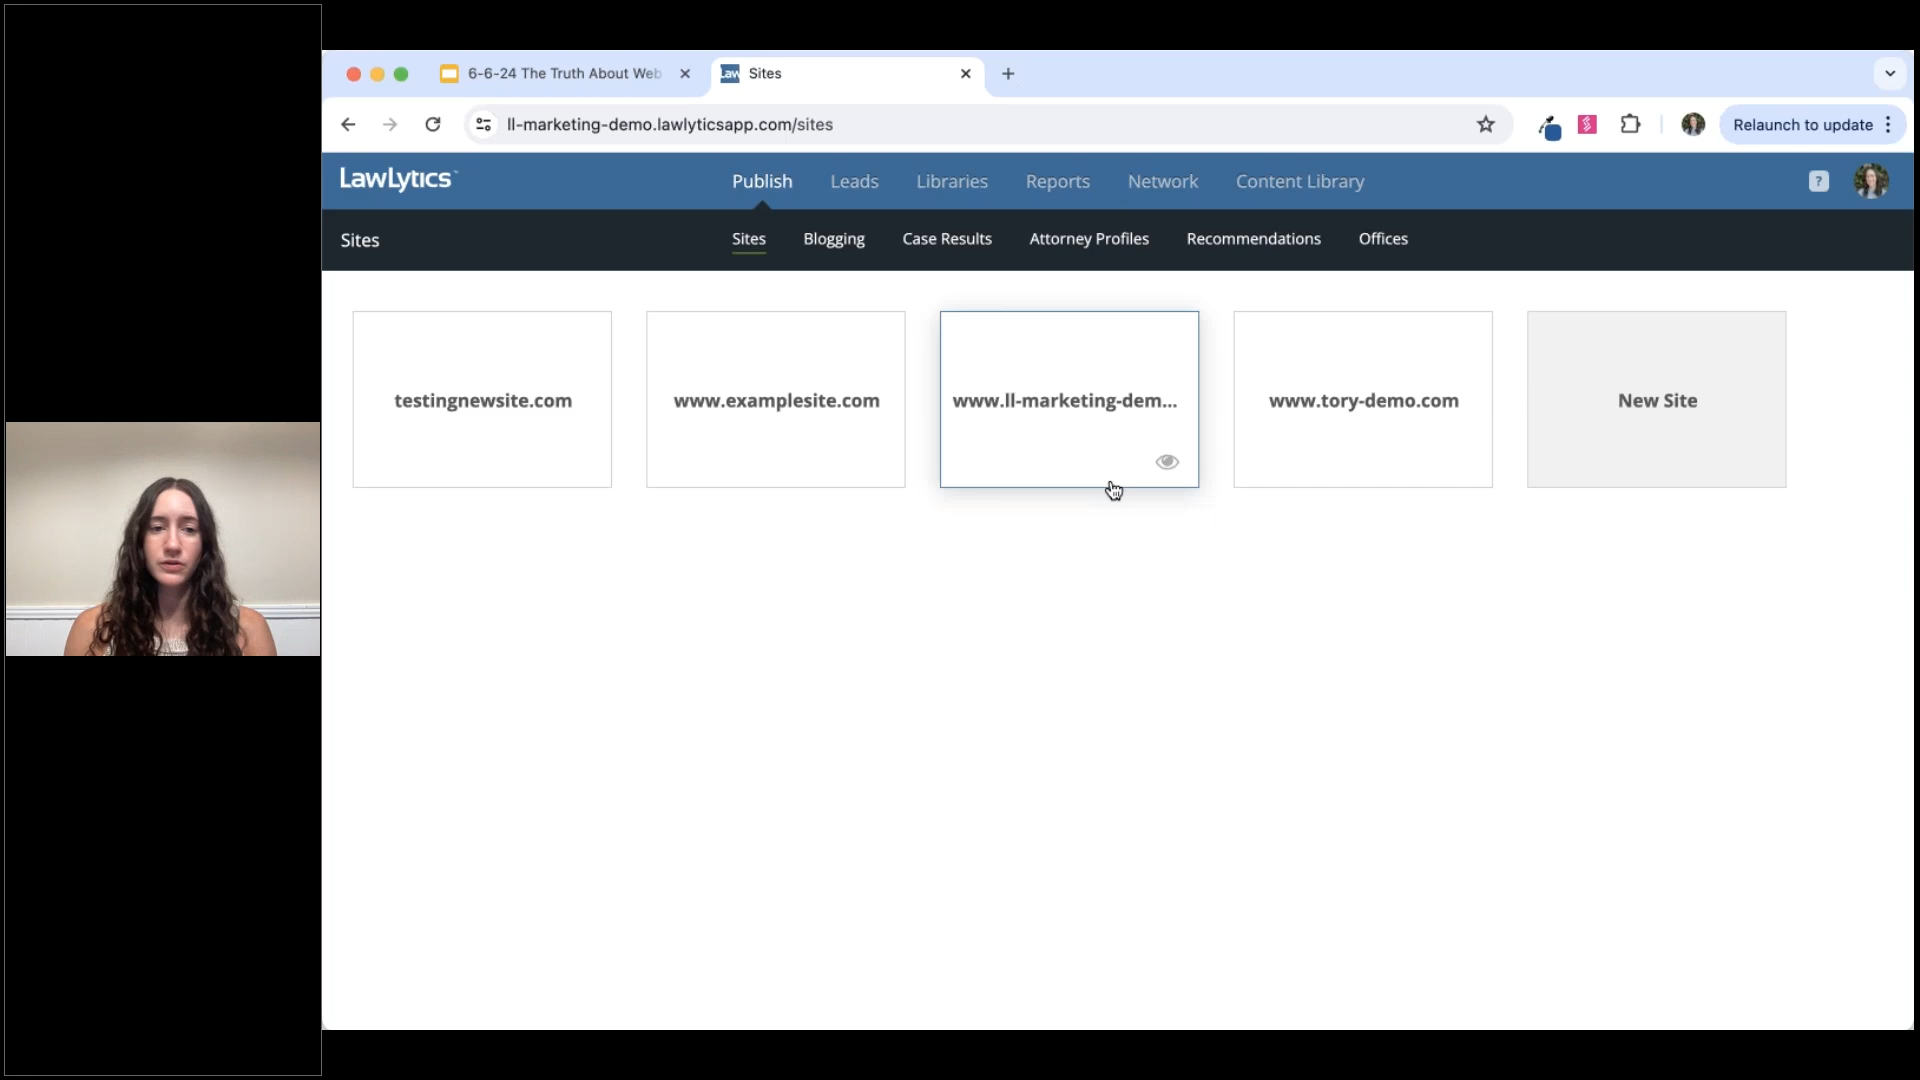 6-6-24 The Truth About Web
Sites
ll-marketing-demo.lawlyticsapp.com/sites
Relaunch to update
LawLytics
Publish
Leads
Libraries
Reports
Network
Content Library
?
Sites
Sites
Blogging
Case Results
Attorney Profiles
Recommendations
Offices
testingnewsite.com
www.examplesite.com
www.ll-marketing-dem...
www.tory-demo.com
New Site